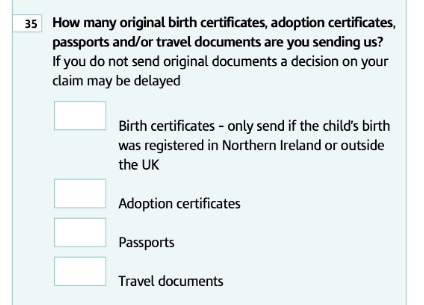 35 How many original birth certificates, adoption certificates,
passports and/or travel documents are you sending us?
If you do not send original documents a decision on your
claim may be delayed
Birth certificates – only send if the child's birth
was registered in Northern Ireland or outside
the UK
Adoption certificates
Passports
Travel documents